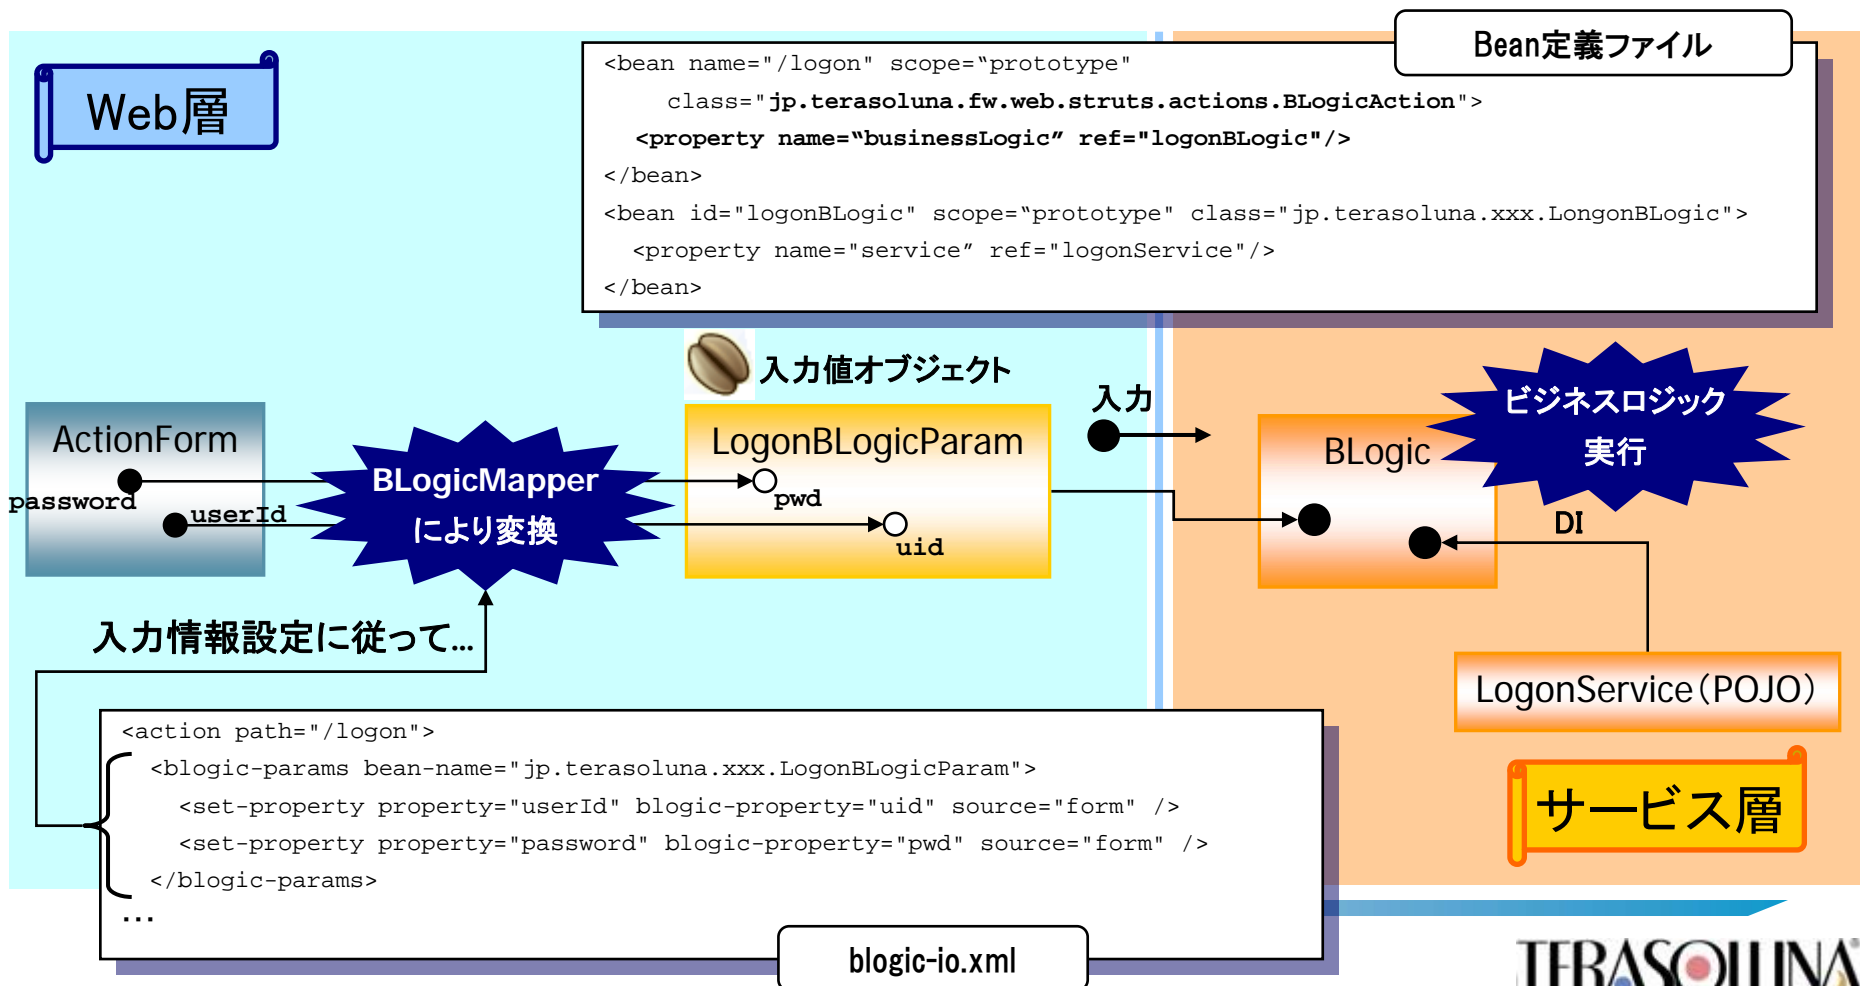 Bean定義ファイル
Web層
<bean name="/logon" scope=“prototype"
class="jp.terasoluna.fw.web.struts.actions.BLogicAction">
<property name=“businessLogic” ref="logonBLogic"/>
</bean>
<bean id="logonBLogic" scope=“prototype" class="jp.terasoluna.xxx.LongonBLogic">
<property name="service” ref="logonService"/>
</bean>
入力値オブジェクト
入力
ビジネスロジック
実行
ActionForm
password
userId
BLogicMapper
により変換
LogonBLogicParam
pwd
uid
BLogic
DI
入力情報設定に従って…
LogonService（POJO）
サービス層
<action path="/logon">
<blogic-params bean-name="jp.terasoluna.xxx.LogonBLogicParam">
<set-property property="userId" blogic-property="uid" source="form" />
<set-property property="password" blogic-property="pwd" source="form" />
</blogic-params>
...
blogic-io.xml
TERASOLUNA